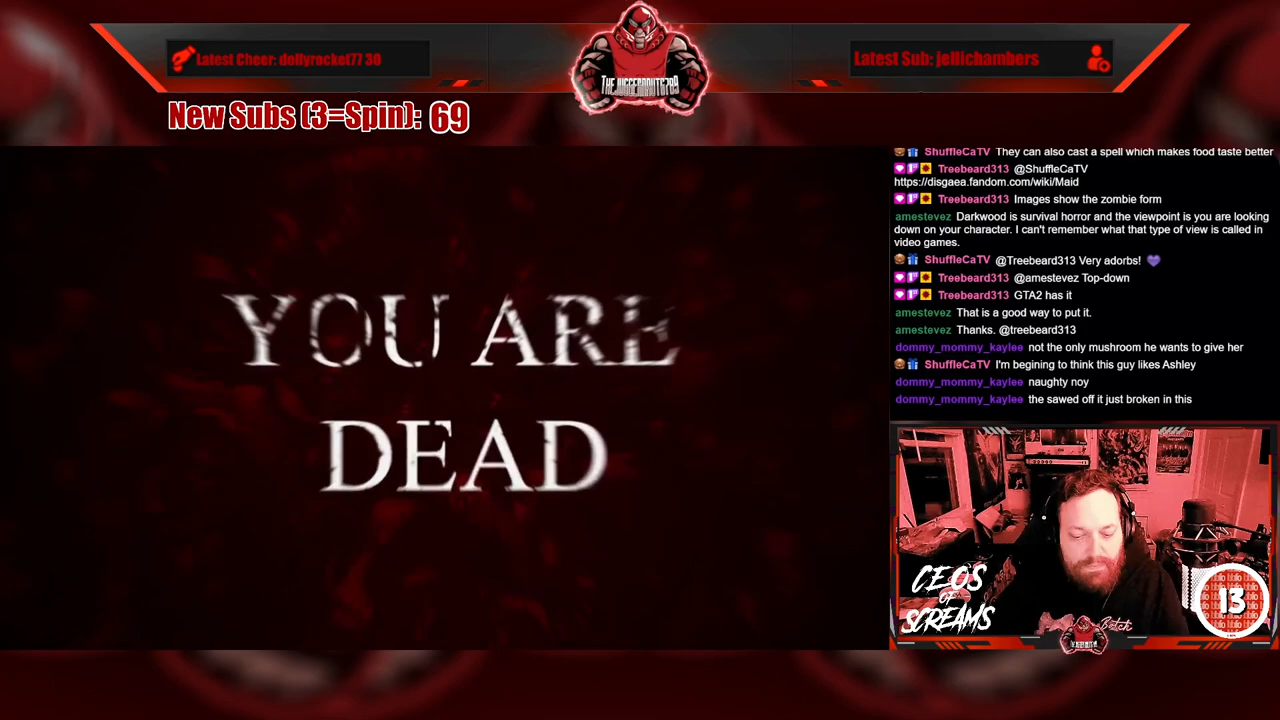 Latest Cheer: dollyrocket77 30
THEJUGGERNAUT6789
Latest Sub: jellichambers
New Subs (3=Spin): 69
YOU ARE
DEAD
ShuffleCaTV They can also cast a spell which makes food taste better
Treebeard313 @ShuffleCaTV
https://disgaea.fandom.com/wiki/Maid
Treebeard313 Images show the zombie form
amestevez Darkwood is survival horror and the viewpoint is you are looking
down on your character. I can't remember what that type of view is called in
video games.
ShuffleCaTV @Treebeard313 Very adorbs!
Treebeard313 @amestevez Top-down
Treebeard313 GTA2 has it
amestevez That is a good way to put it.
amestevez Thanks. @treebeard313
dommy_mommy_kaylee not the only mushroom he wants to give her
ShuffleCaTV I'm begining to think this guy likes Ashley
dommy_mommy_kaylee naughty noy
dommy_mommy_kaylee the sawed off it just broken in this
CEOS
OF
SCREAMS
13